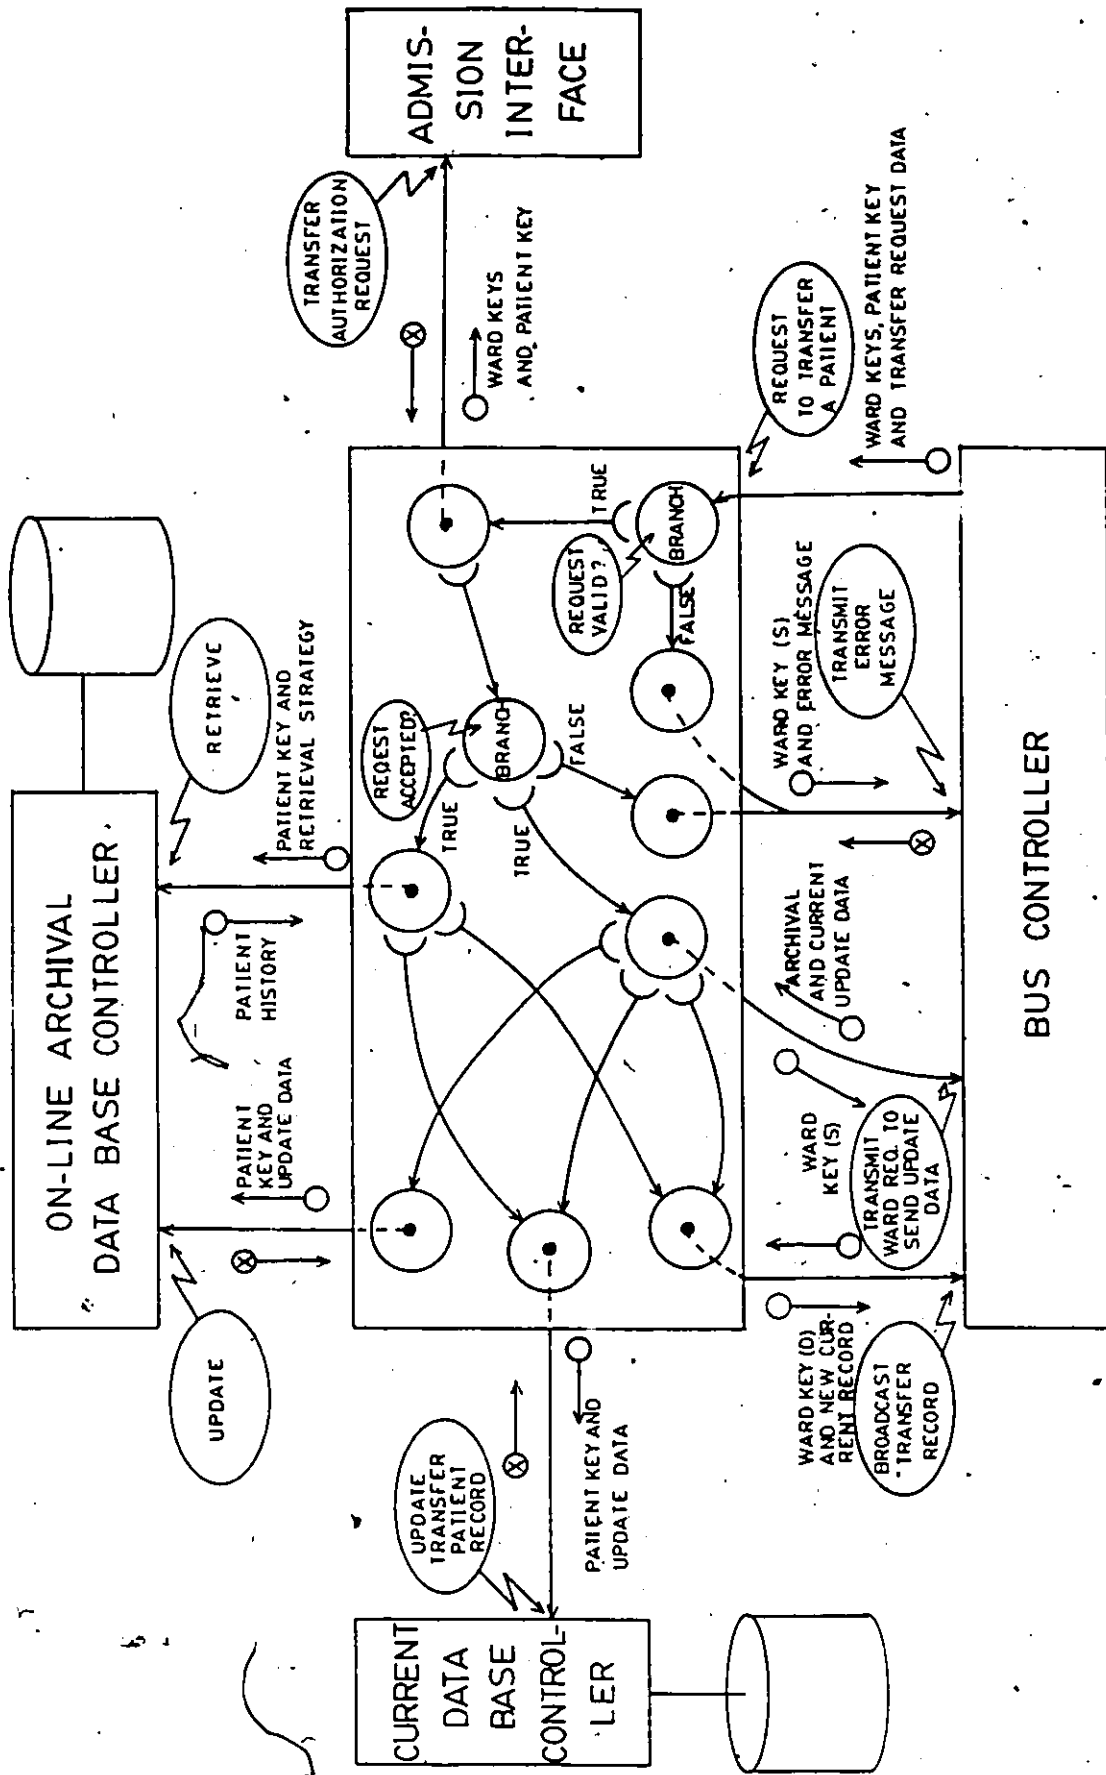 ON-LINE ARCHIVAL
DATA BASE CONTROLLER
UPDATE
PATIENT
KEY AND
UPDATE DATA
PATIENT
HISTORY
PATIENT KEY AND
RETRIEVAL STRATEGY
RETRIEVE
TRANSFER
AUTHORIZATION
REQUEST
ADMIS-
SION
INTER-
FACE
WARD KEYS
AND PATIENT KEY
CURRENT
DATA
BASE
CONTROL-
LER
UPDATE
TRANSFER
PATIENT
RECORD
PATIENT KEY AND
UPDATE DATA
REQEST
ACCEPTED?
BRANCH
TRUE
TRUE
FALSE
REQUEST
VALID?
BRANCH
TRUE
FALSE
REQUEST
TO TRANSFER
A PATIENT
WARD KEYS, PATIENT KEY
AND TRANSFER REQUEST DATA
WARD KEY (S)
AND ERROR MESSAGE
TRANSMIT
ERROR
MESSAGE
ARCHIVAL
AND CURRENT
UPDATE DATA
WARD
KEY (S)
TRANSMIT
WARD REQ. TO
SEND UPDATE
DATA
WARD KEY (D)
AND NEW CUR-
RENT RECORD
BROADCAST
TRANSFER
RECORD
BUS CONTROLLER